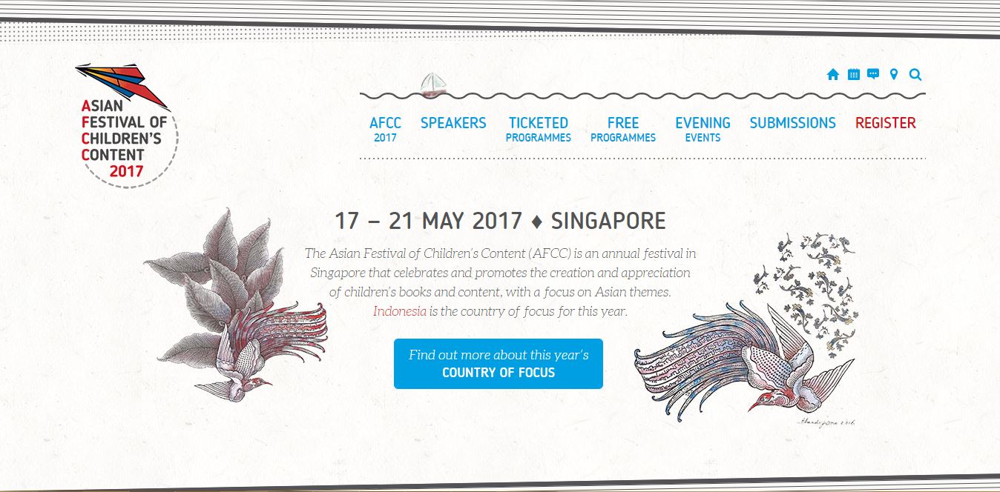 ASIAN
FESTIVAL OF
CHILDREN'S
CONTENT
2017
AFCC
2017
SPEAKERS
TICKETED
PROGRAMMES
FREE
PROGRAMMES
EVENING
EVENTS
SUBMISSIONS
REGISTER
17 – 21 MAY 2017 ♦ SINGAPORE
The Asian Festival of Children's Content (AFCC) is an annual festival in
Singapore that celebrates and promotes the creation and appreciation
of children's books and content, with a focus on Asian themes.
Indonesia is the country of focus for this year.
Find out more about this year's
COUNTRY OF FOCUS